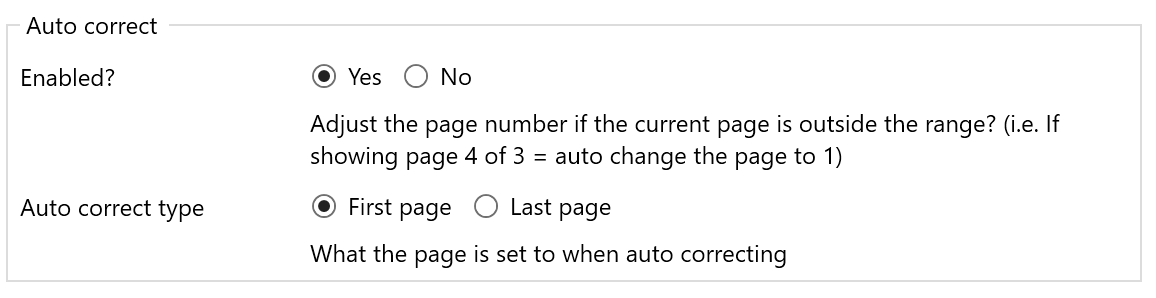 Auto correct
Enabled? Yes No
Adjust the page number if the current page is outside the range? (i.e. If
showing page 4 of 3 = auto change the page to 1)
Auto correct type First page Last page
What the page is set to when auto correcting